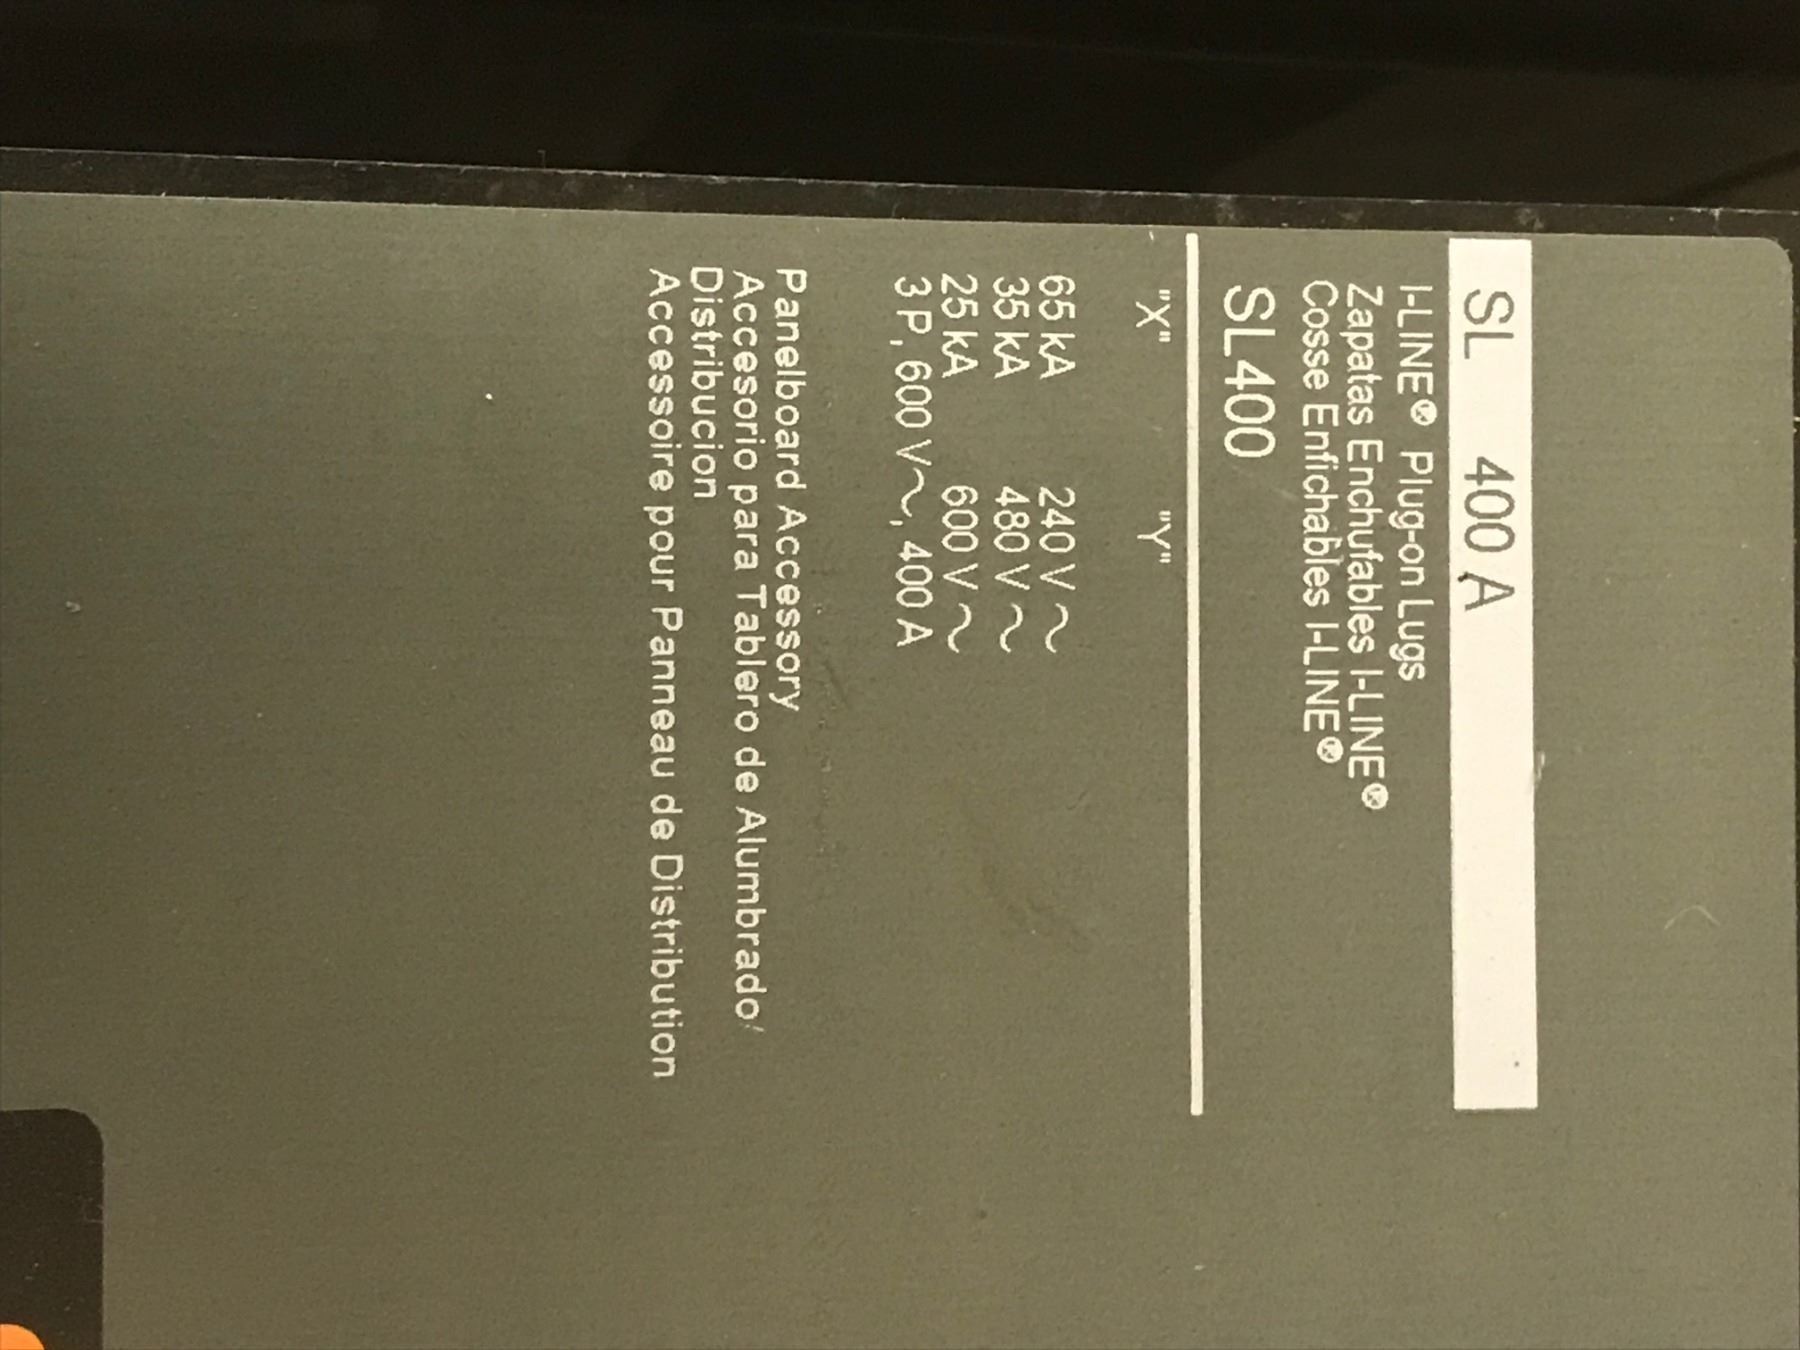 SL 400 A
I-LINE® Plug-on Lugs
Zapatas Enchufables I-LINE®
Cosse Enfichables I-LINE®
SL400
"X" "Y"
65 kA 240 V ~
35 kA 480 V ~
25 kA 600 V ~
3 P, 600 V~, 400 A
Panelboard Accessory
Accesorio para Tablero de Alumbrado/
Distribucion
Accessoire pour Panneau de Distribution